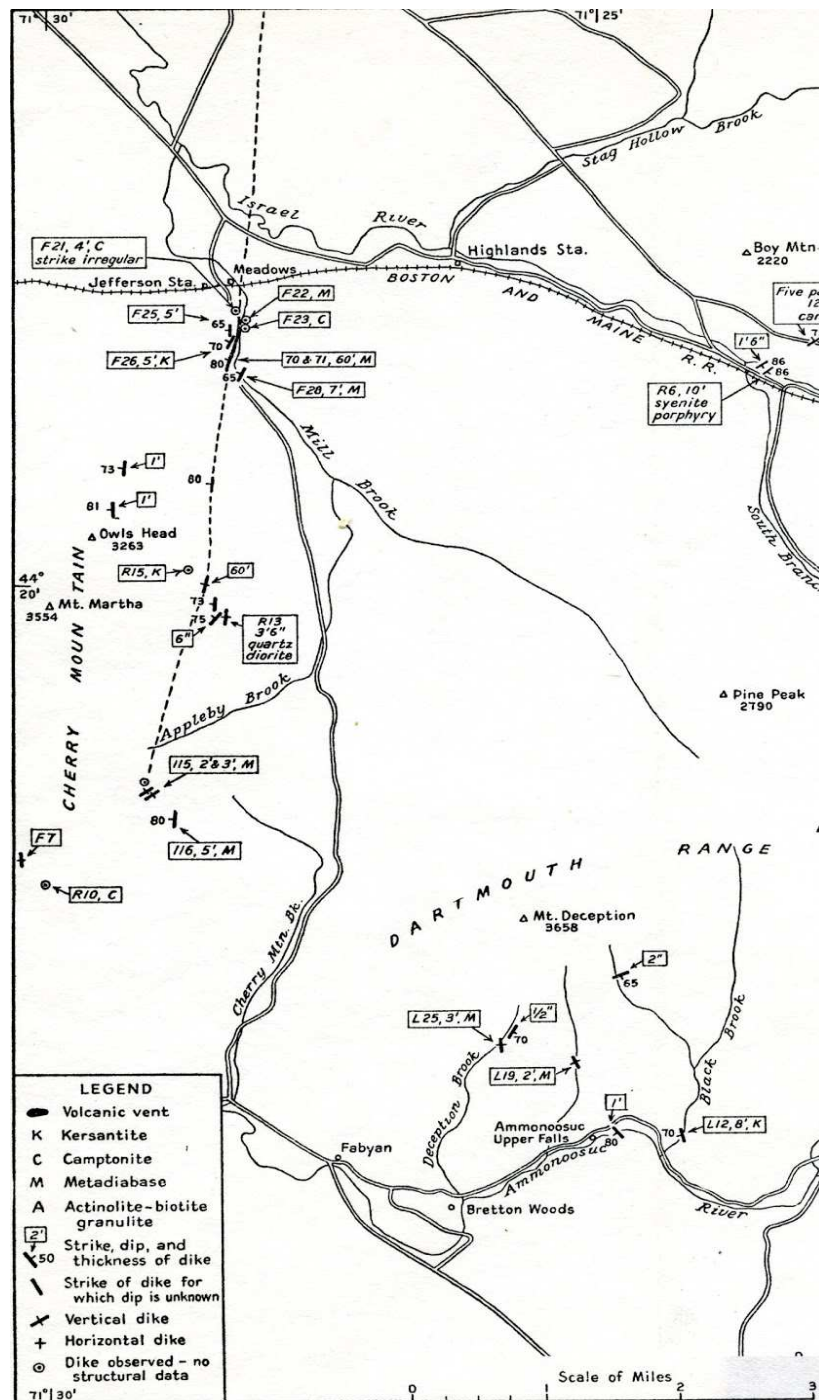 71° 30'
71° 25'
Stag Hollow Brook
Israel River
F21, 4', C
strike irregular
Highlands Sta.
Boy Mtn.
2220
Meadows
Jefferson Sta.
BOSTON AND MAINE R. R.
F22, M
F25, 5'
65
F23, C
Five
12
70
F26, 5', K
70 & 71, 60', M
1'6"
86
86
80
65
F28, 7', M
R6, 10'
syenite
porphyry
Mill Brook
73
1'
80
81
1'
Owls Head
3263
South Branch
R15, K
44°
20'
60'
Mt. Martha
3554
73
75
6"
R13
3'6"
quartz
diorite
CHERRY MOUNTAIN
Pine Peak
2790
Appleby Brook
115, 2' & 3', M
80
116, 5', M
F7
R10, C
DARTMOUTH RANGE
Mt. Deception
3658
Cherry Mtn. Bk.
2"
65
L25, 3', M
1/2"
70
Deception Brook
L19, 2', M
Black Brook
Ammonoosuc
Upper Falls
1'
80
70
L12, 8', K
Fabyan
Ammonoosuc River
Bretton Woods
LEGEND
Volcanic vent
K Kersantite
C Camptonite
M Metadiabase
A Actinolite-biotite
granulite
2'
50 Strike, dip, and
thickness of dike
Strike of dike for
which dip is unknown
Vertical dike
Horizontal dike
Dike observed - no
structural data
71° 30'
Scale of Miles
0 1 2 3